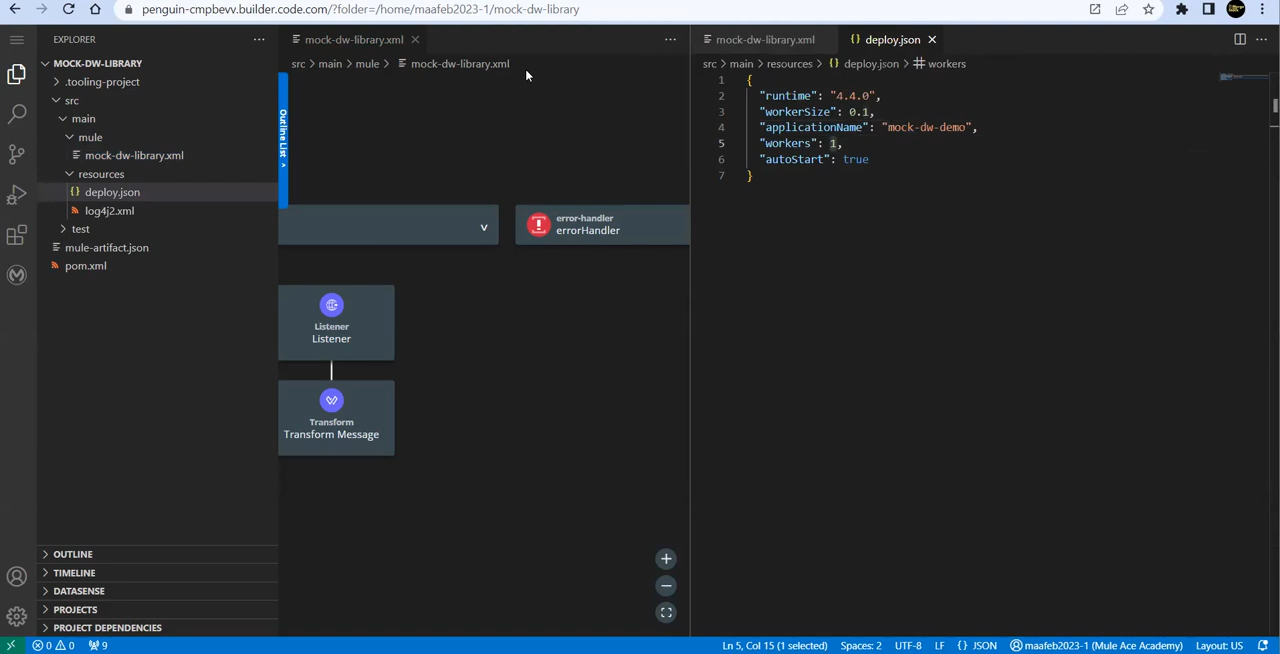 penguin-cmpbevv.builder.code.com/?folder=/home/maafeb2023-1/mock-dw-library
EXPLORER
MOCK-DW-LIBRARY
.tooling-project
src
main
mule
mock-dw-library.xml
resources
deploy.json
log4j2.xml
test
mule-artifact.json
pom.xml
OUTLINE
TIMELINE
DATASENSE
PROJECTS
PROJECT DEPENDENCIES
mock-dw-library.xml
src > main > mule > mock-dw-library.xml
Outline List >
error-handler
errorHandler
Listener
Listener
Transform
Transform Message
mock-dw-library.xml
{} deploy.json
src > main > resources > {} deploy.json > workers
1 {
2 "runtime": "4.4.0",
3 "workerSize": 0.1,
4 "applicationName": "mock-dw-demo",
5 "workers": 1,
6 "autoStart": true
7 }
0 0 9
Ln 5, Col 15 (1 selected) Spaces: 2 UTF-8 LF {} JSON maafeb2023-1 (Mule Ace Academy) Layout: US